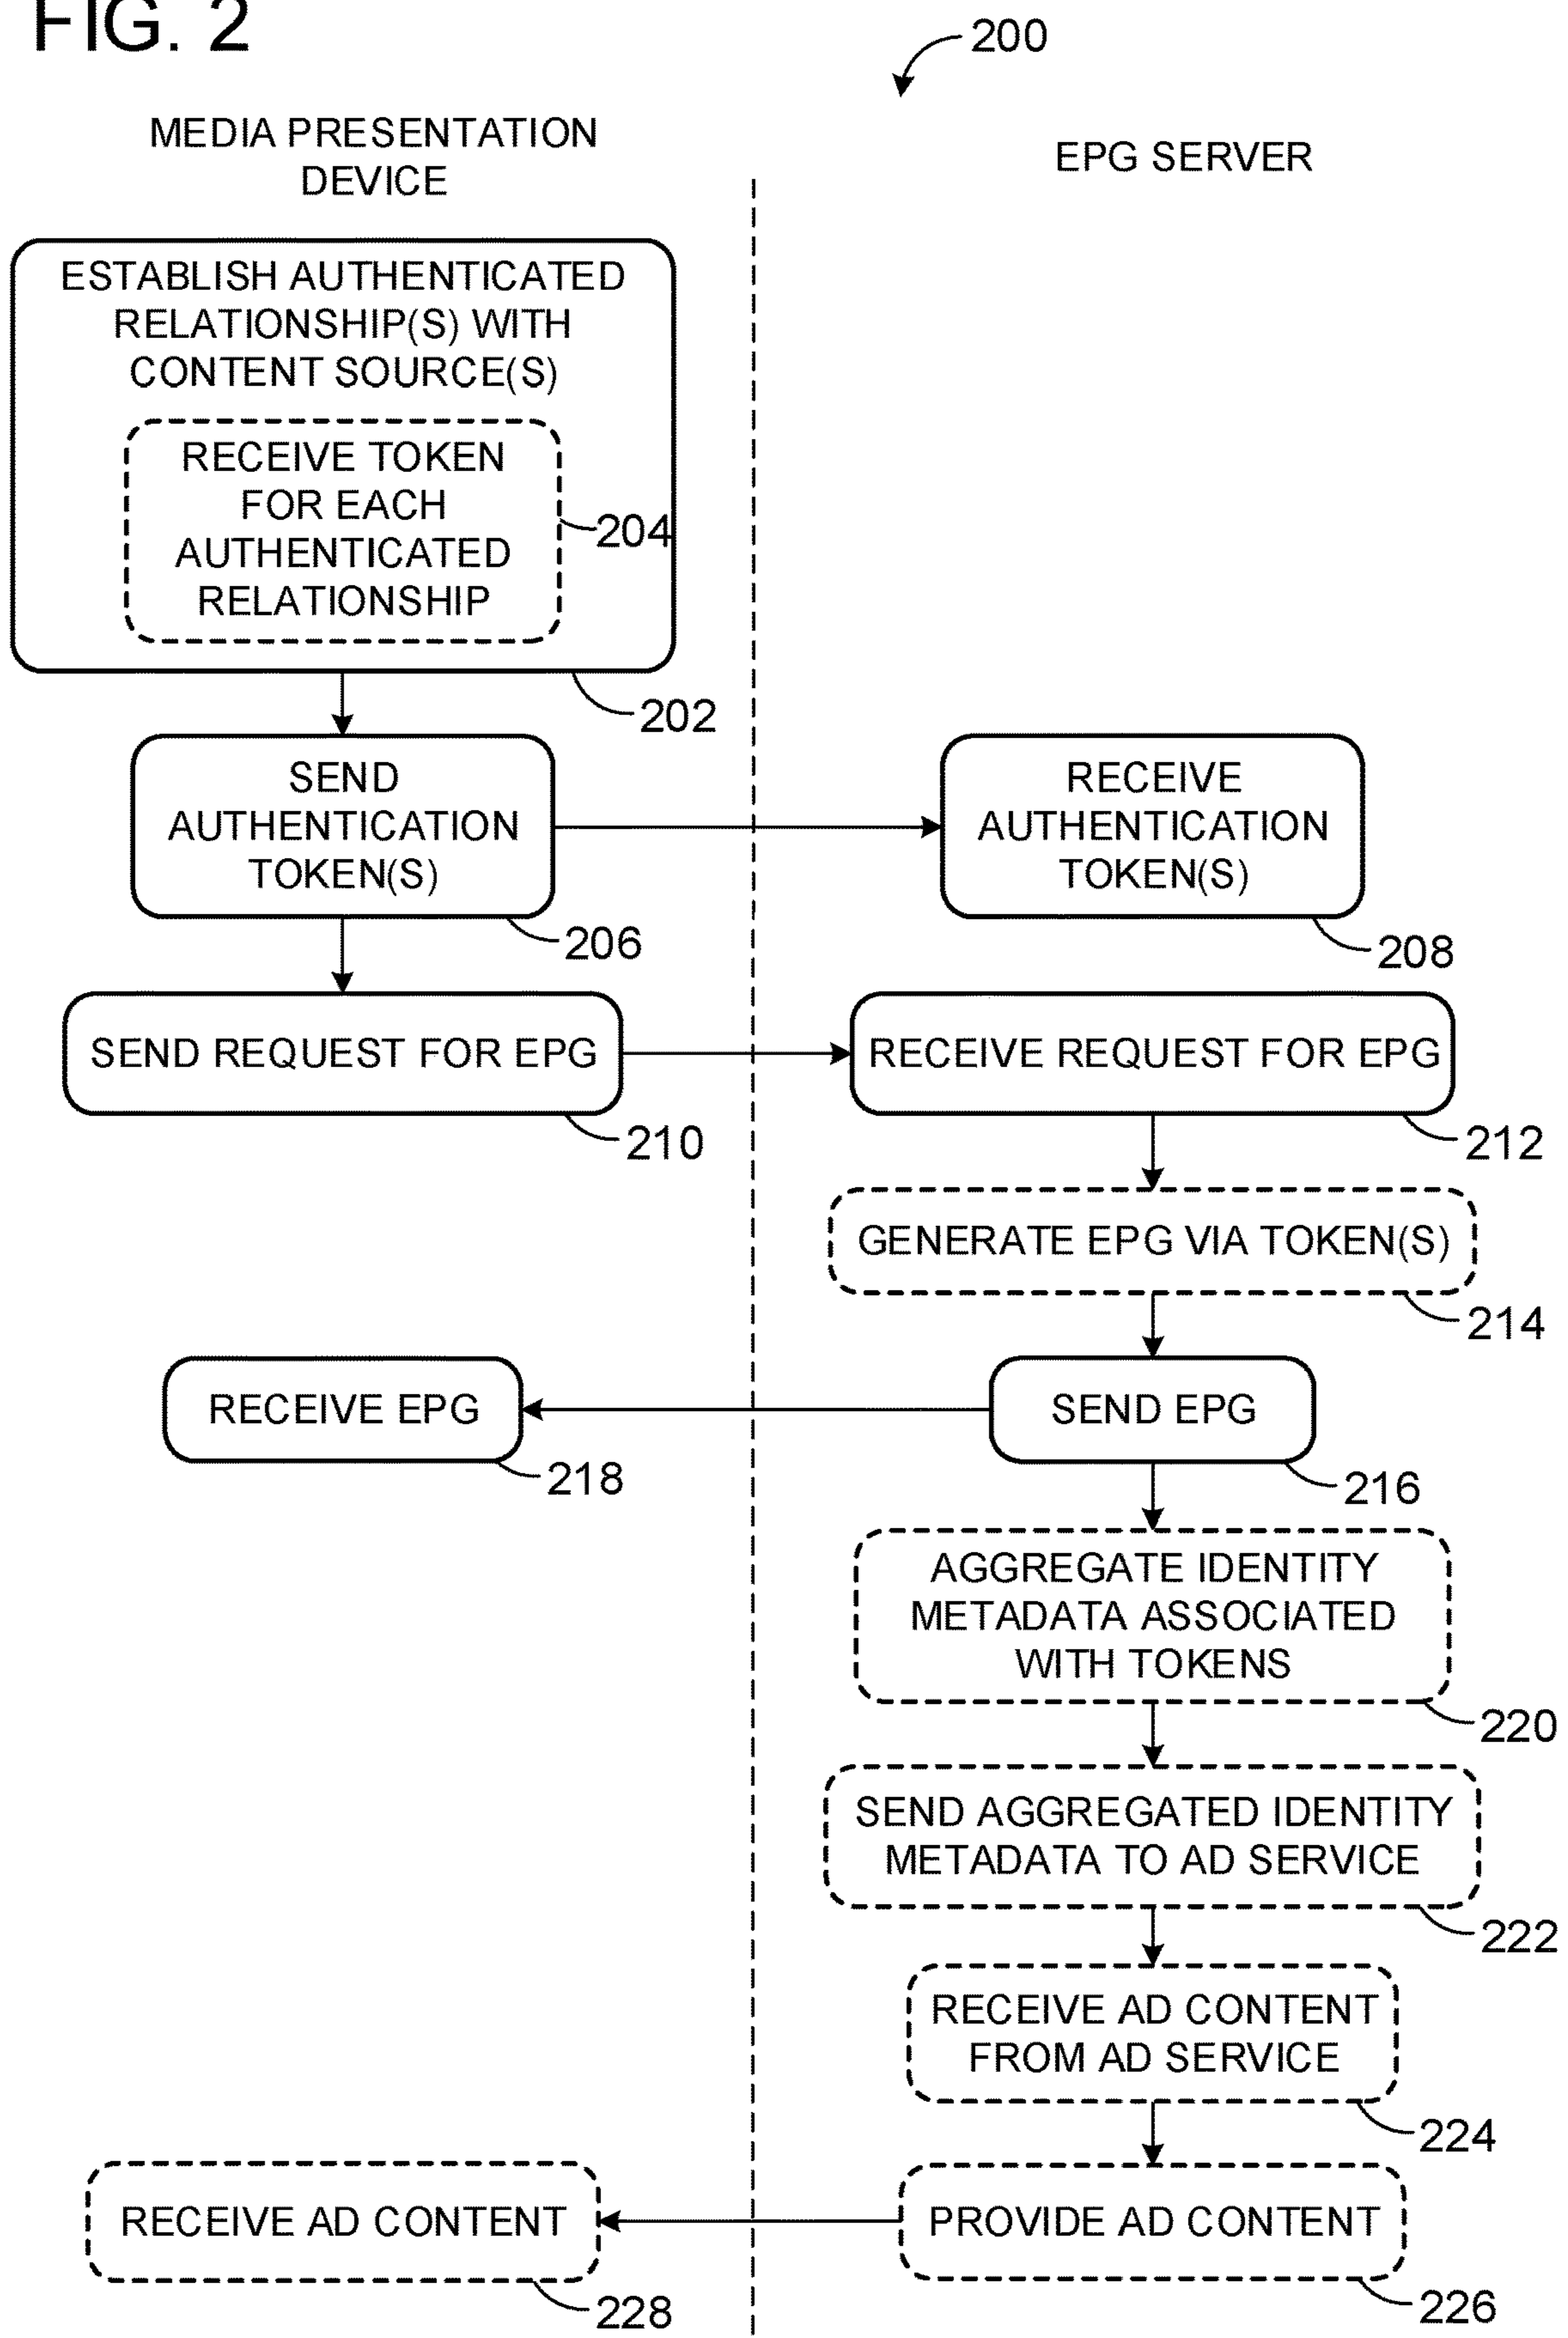 FIG. 2
200
MEDIA PRESENTATION
DEVICE
EPG SERVER
ESTABLISH AUTHENTICATED
RELATIONSHIP(S) WITH
CONTENT SOURCE(S)
RECEIVE TOKEN
FOR EACH
AUTHENTICATED
RELATIONSHIP
204
202
SEND
AUTHENTICATION
TOKEN(S)
206
RECEIVE
AUTHENTICATION
TOKEN(S)
208
SEND REQUEST FOR EPG
210
RECEIVE REQUEST FOR EPG
212
GENERATE EPG VIA TOKEN(S)
214
RECEIVE EPG
218
SEND EPG
216
AGGREGATE IDENTITY
METADATA ASSOCIATED
WITH TOKENS
220
SEND AGGREGATED IDENTITY
METADATA TO AD SERVICE
222
RECEIVE AD CONTENT
FROM AD SERVICE
224
RECEIVE AD CONTENT
228
PROVIDE AD CONTENT
226